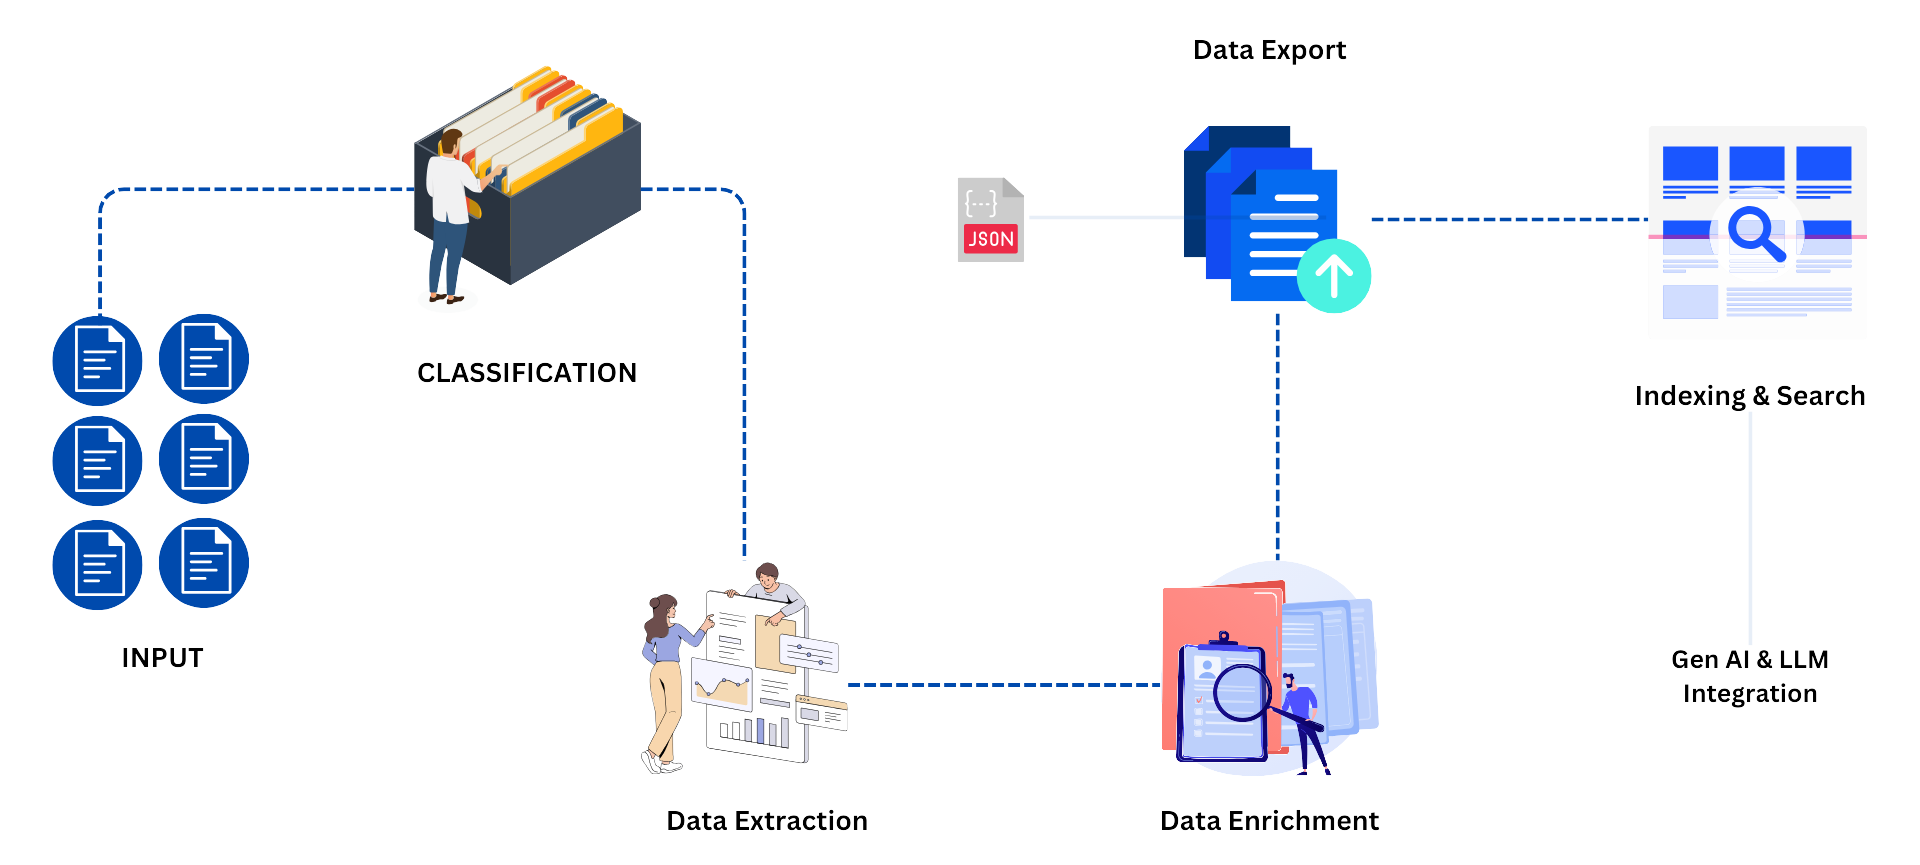 INPUT
CLASSIFICATION
Data Extraction
Data Enrichment
Data Export
{---}
JSON
Indexing & Search
Gen AI & LLM
Integration